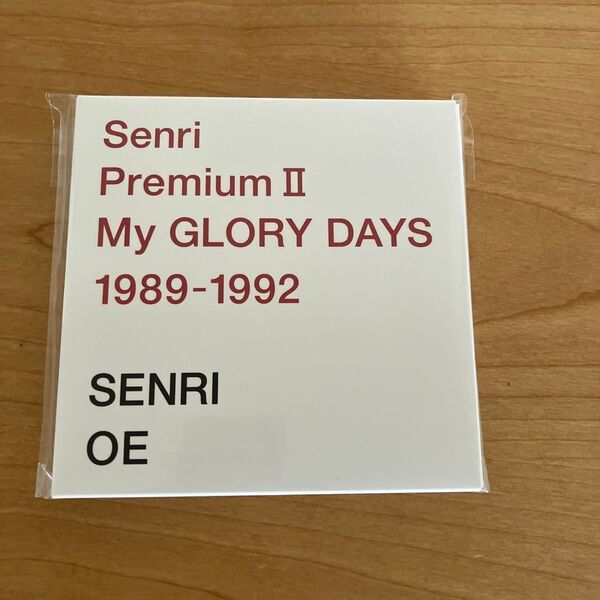 Senri
Premium Ⅱ
My GLORY DAYS
1989-1992
SENRI
OE